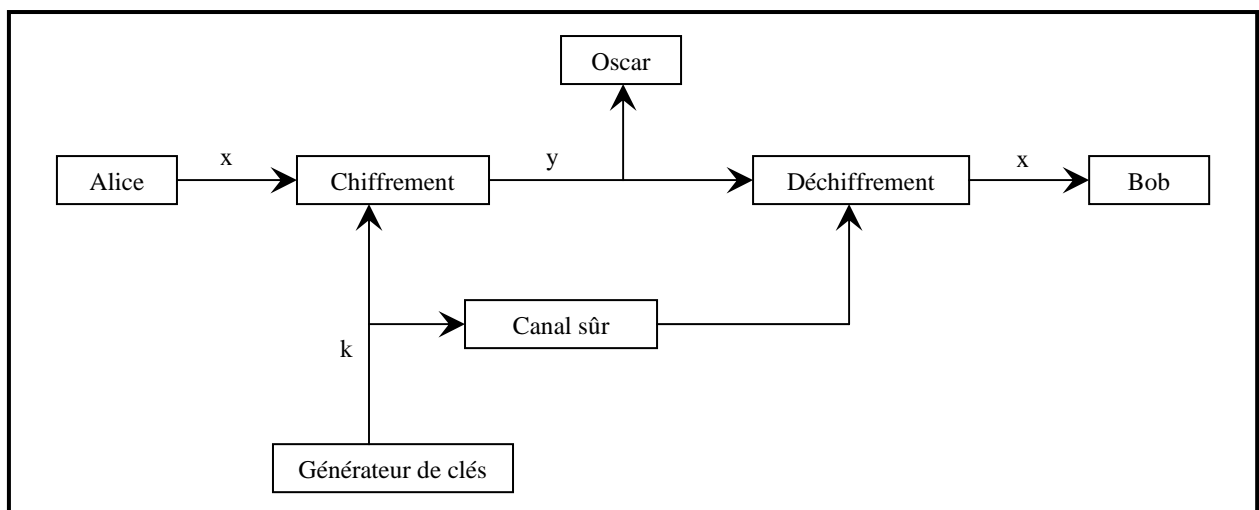 Oscar
x
y
x
Alice
Chiffrement
Déchiffrement
Bob
Canal sûr
k
Générateur de clés